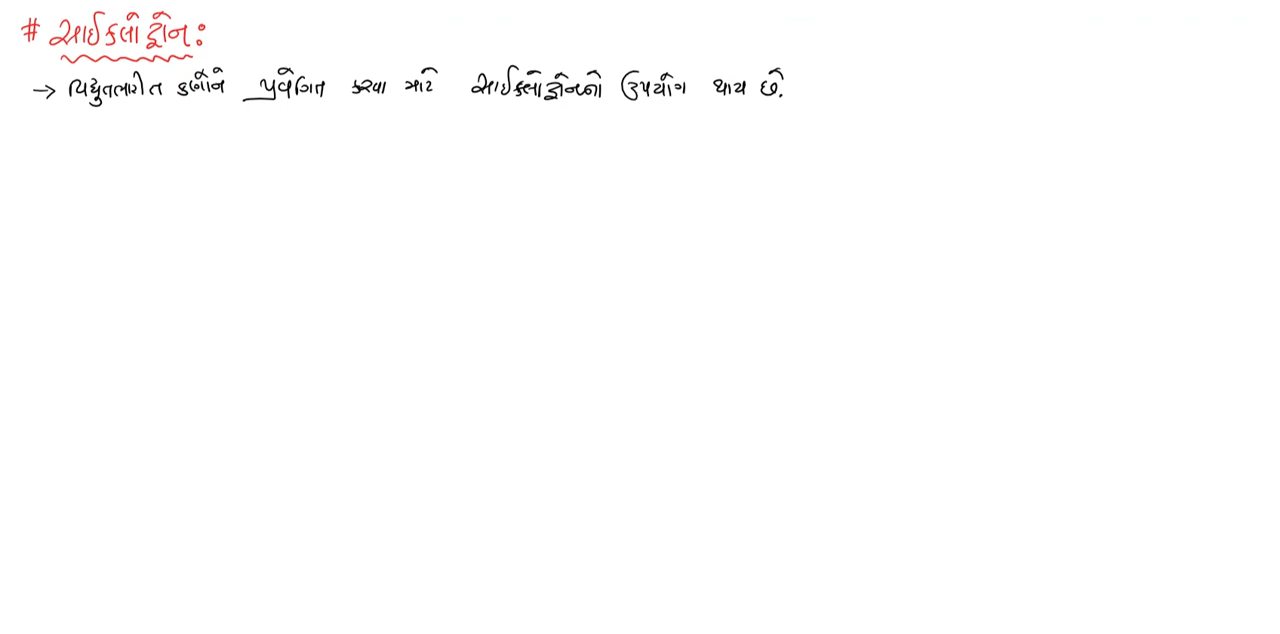 # સાઇક્લોટ્રોન:
→ વિદ્યુતભારીત કણોને પ્રવેગિત કરવા માટે સાઇક્લોટ્રોનનો ઉપયોગ થાય છે.